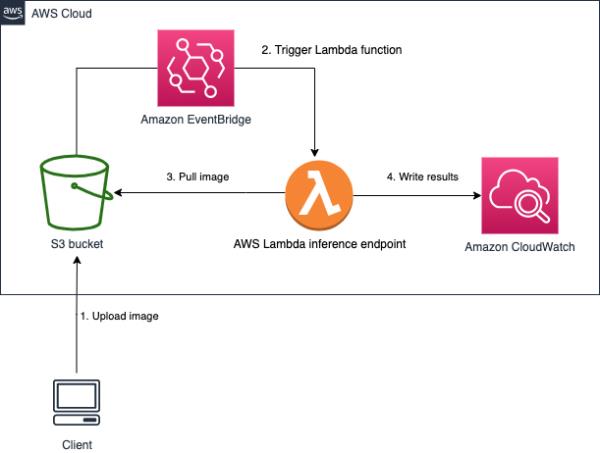 aws
AWS Cloud
2. Trigger Lambda function
Amazon EventBridge
3. Pull image
4. Write results
S3 bucket
AWS Lambda inference endpoint
Amazon CloudWatch
1. Upload image
Client